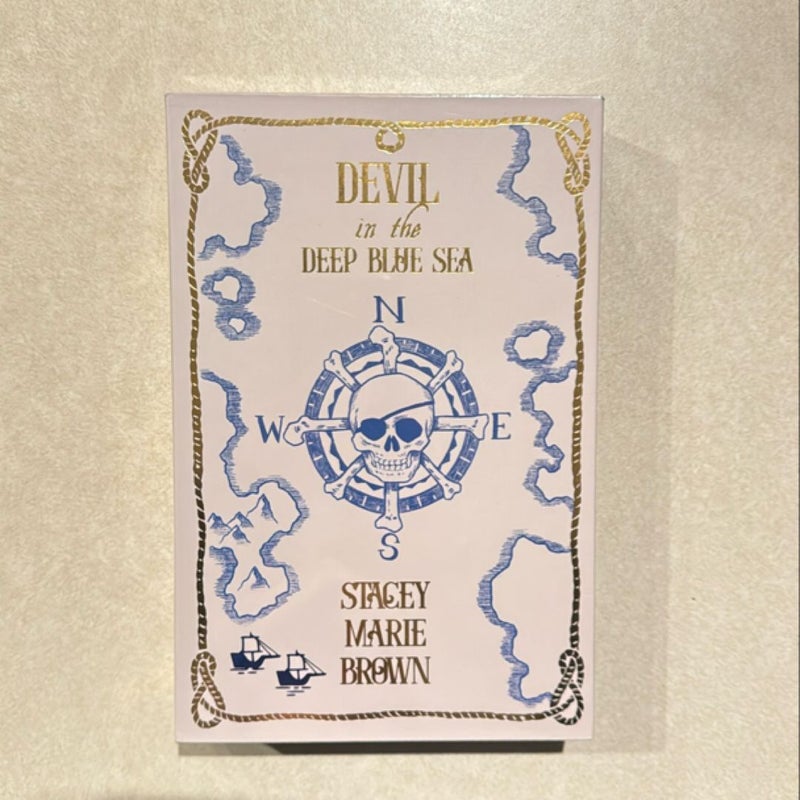 DEVIL
in the
DEEP BLUE SEA
N
W E
S
STACEY
MARIE
BROWN